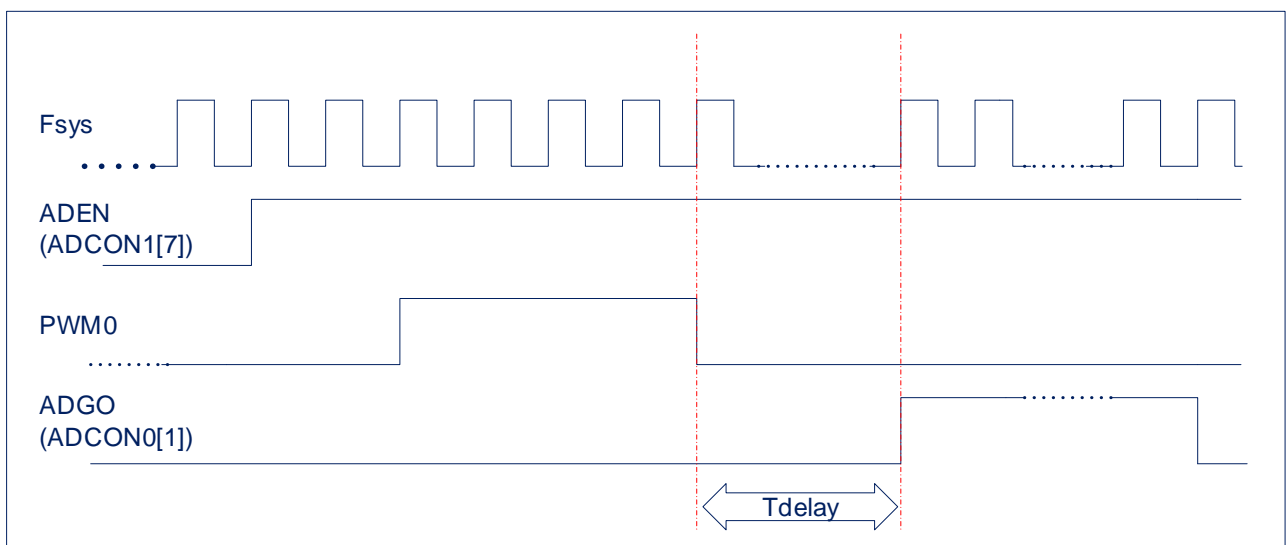 Fsys
ADEN
(ADCON1[7])
PWM0
ADGO
(ADCON0[1])
Tdelay